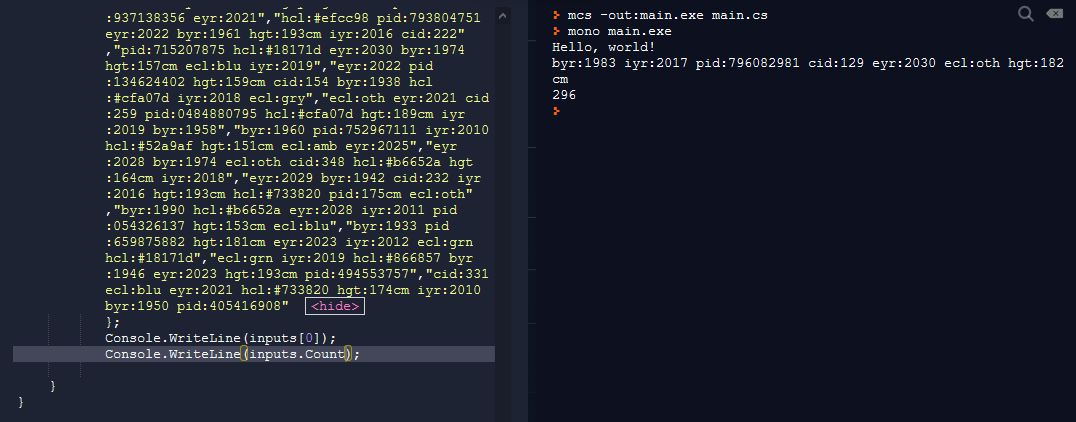 :937138356 eyr:2021","hcl:#efcc98 pid:793804751
eyr:2022 byr:1961 hgt:193cm iyr:2016 cid:222"
,"pid:715207875 hcl:#18171d eyr:2030 byr:1974
hgt:157cm ecl:blu iyr:2019","eyr:2022 pid
:134624402 hgt:159cm cid:154 byr:1938 hcl
:#cfa07d iyr:2018 ecl:gry","ecl:oth eyr:2021 cid
:259 pid:0484880795 hcl:#cfa07d hgt:189cm iyr
:2019 byr:1958","byr:1960 pid:752967111 iyr:2010
hcl:#52a9af hgt:151cm ecl:amb eyr:2025","eyr
:2028 byr:1974 ecl:oth cid:348 hcl:#b6652a hgt
:164cm iyr:2018","eyr:2029 byr:1942 cid:232 iyr
:2016 hgt:193cm hcl:#733820 pid:175cm ecl:oth"
,"byr:1990 hcl:#b6652a eyr:2028 iyr:2011 pid
:054326137 hgt:153cm ecl:blu","byr:1933 pid
:659875882 hgt:181cm eyr:2023 iyr:2012 ecl:grn
hcl:#18171d","ecl:grn iyr:2019 hcl:#866857 byr
:1946 eyr:2023 hgt:193cm pid:494553757","cid:331
ecl:blu eyr:2021 hcl:#733820 hgt:174cm iyr:2010
byr:1950 pid:405416908" <hide>
};
Console.WriteLine(inputs[0]);
Console.WriteLine(inputs.Count);
}
}
> mcs -out:main.exe main.cs
> mono main.exe
Hello, world!
byr:1983 iyr:2017 pid:796082981 cid:129 eyr:2030 ecl:oth hgt:182
cm
296
>